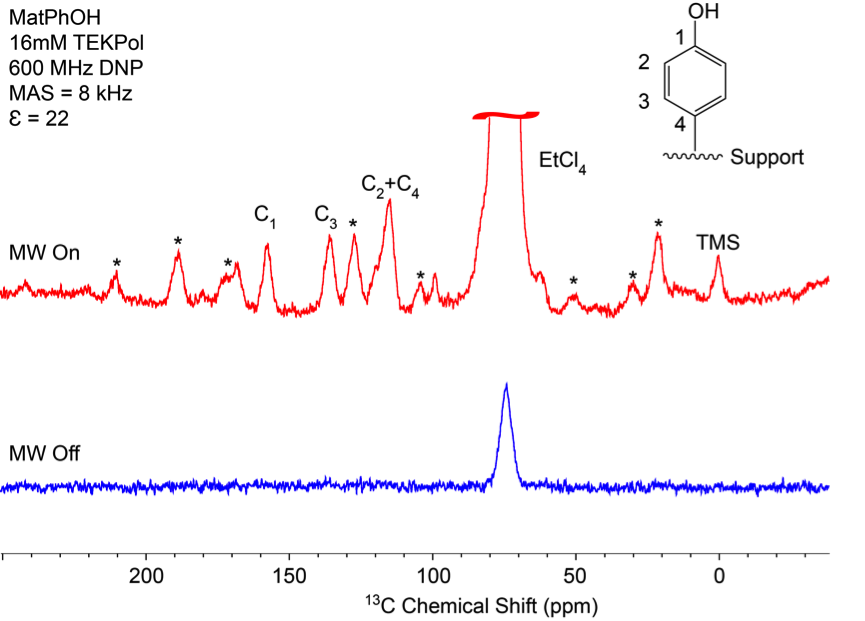 MatPhOH
16mM TEKPol
600 MHz DNP
MAS = 8 kHz
Ɛ = 22
OH
1
2
3
4
Support
EtCl₄
C₂+C₄
C₁
C₃
*
*
*
*
*
*
*
*
TMS
MW On
MW Off
200 150 100 50 0
¹³C Chemical Shift (ppm)